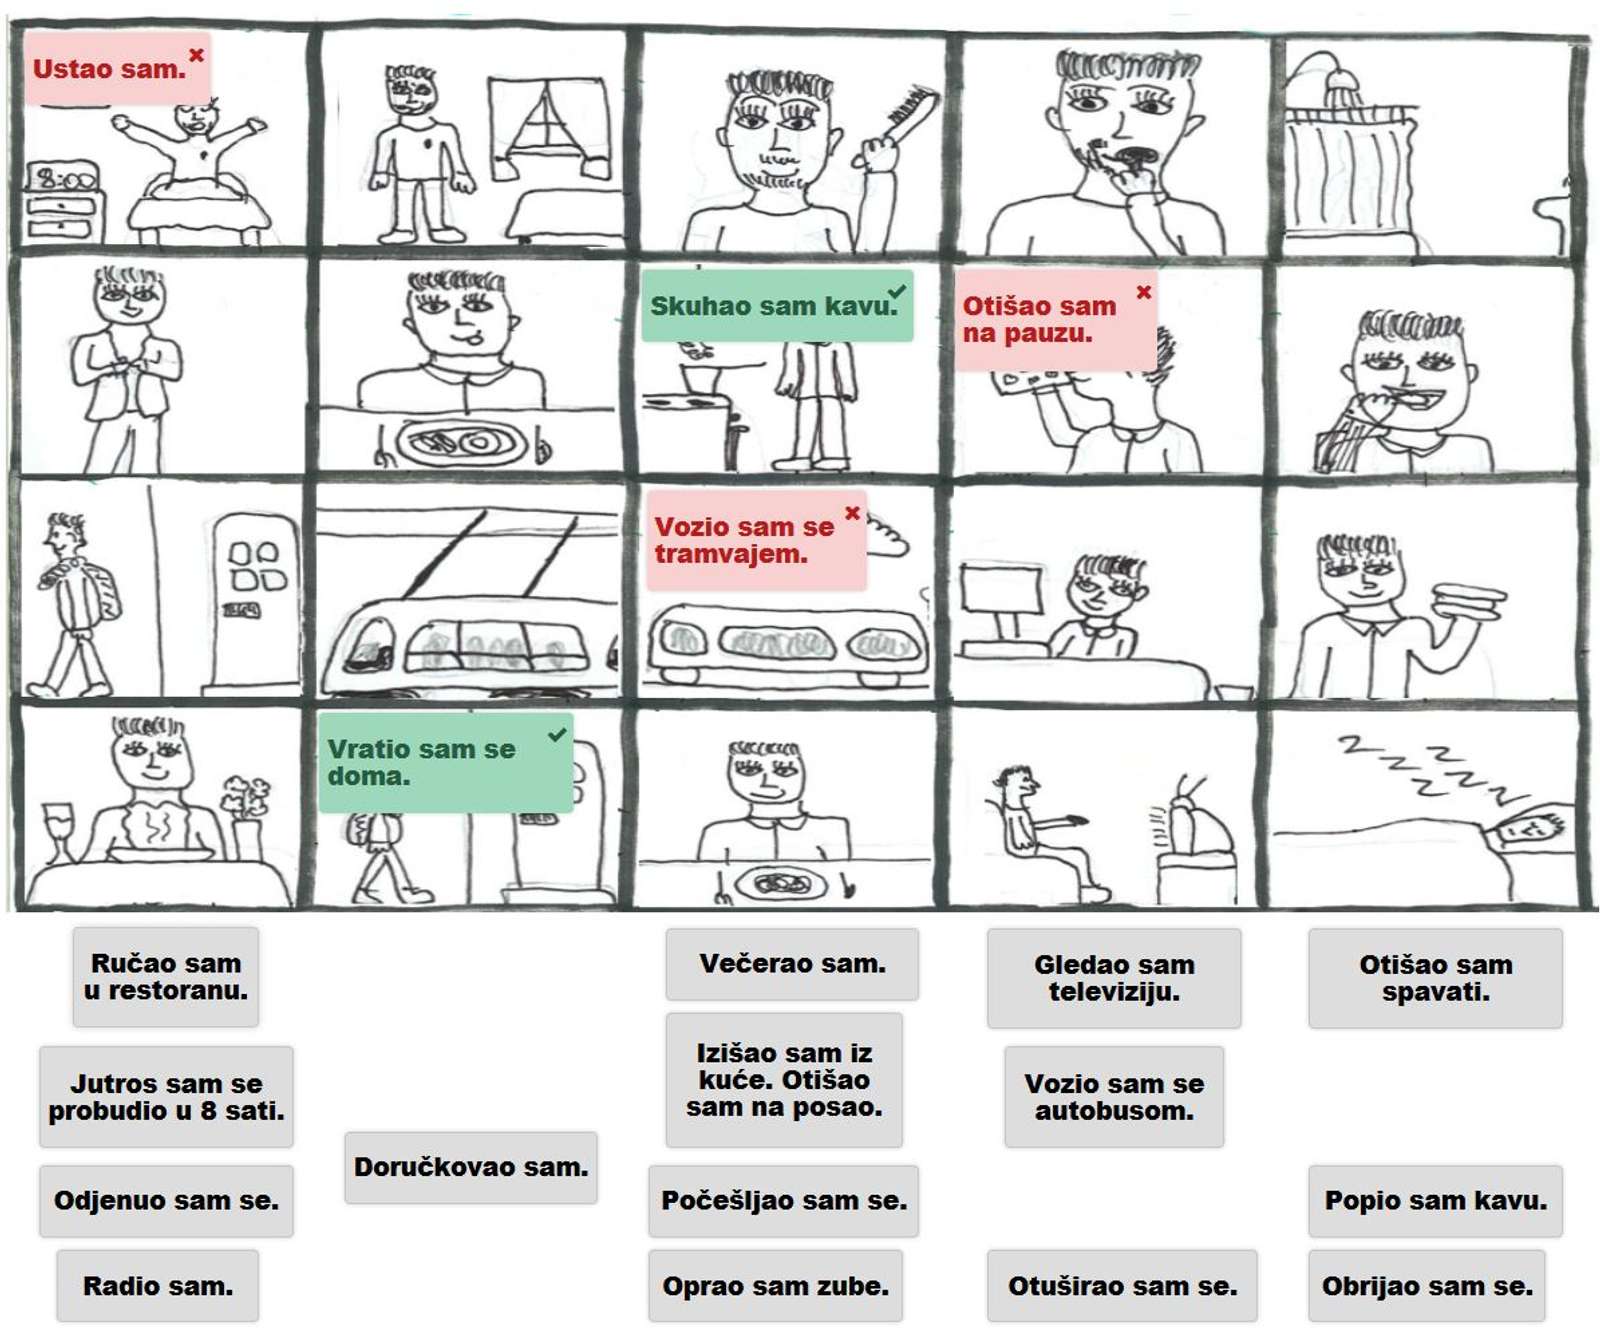 Ustao sam.
8:00
Skuhao sam kavu.
Otišao sam
na pauzu.
Vozio sam se
tramvajem.
Vratio sam se
doma.
Z Z Z Z Z Z Z Z
Ručao sam
u restoranu.
Večerao sam.
Gledao sam
televiziju.
Otišao sam
spavati.
Jutros sam se
probudio u 8 sati.
Izišao sam iz
kuće. Otišao
sam na posao.
Vozio sam se
autobusom.
Doručkovao sam.
Odjenuo sam se.
Počešljao sam se.
Popio sam kavu.
Radio sam.
Oprao sam zube.
Otuširao sam se.
Obrijao sam se.